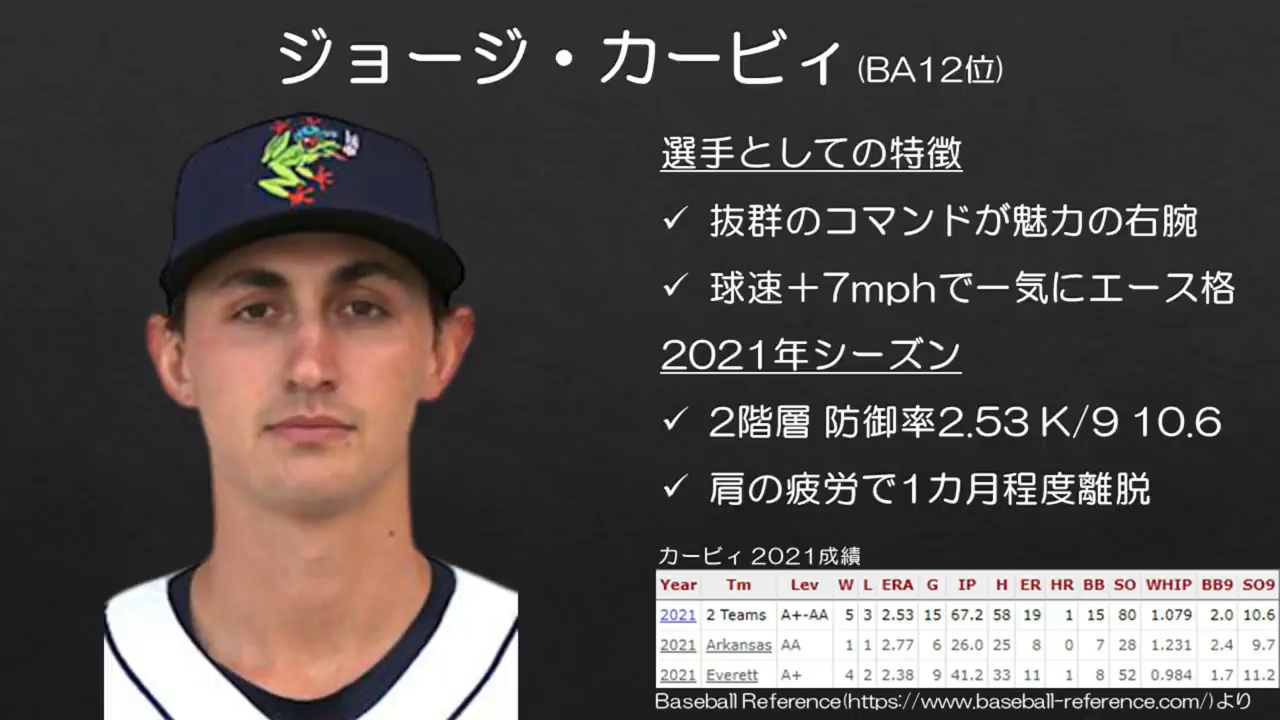 ジョージ・カービィ(BA12位)
選手としての特徴
✓ 抜群のコマンドが魅力の右腕
✓ 球速＋7mphで一気にエース格
2021年シーズン
✓ 2階層 防御率2.53 K/9 10.6
✓ 肩の疲労で1カ月程度離脱
カービィ 2021成績
Year Tm Lev W L ERA G IP H ER HR BB SO WHIP BB9 SO9
2021 2 Teams A+-AA 5 3 2.53 15 67.2 58 19 1 15 80 1.079 2.0 10.6
2021 Arkansas AA 1 1 2.77 6 26.0 25 8 0 7 28 1.231 2.4 9.7
2021 Everett A+ 4 2 2.38 9 41.2 33 11 1 8 52 0.984 1.7 11.2
Baseball Reference(https://www.baseball-reference.com/)より